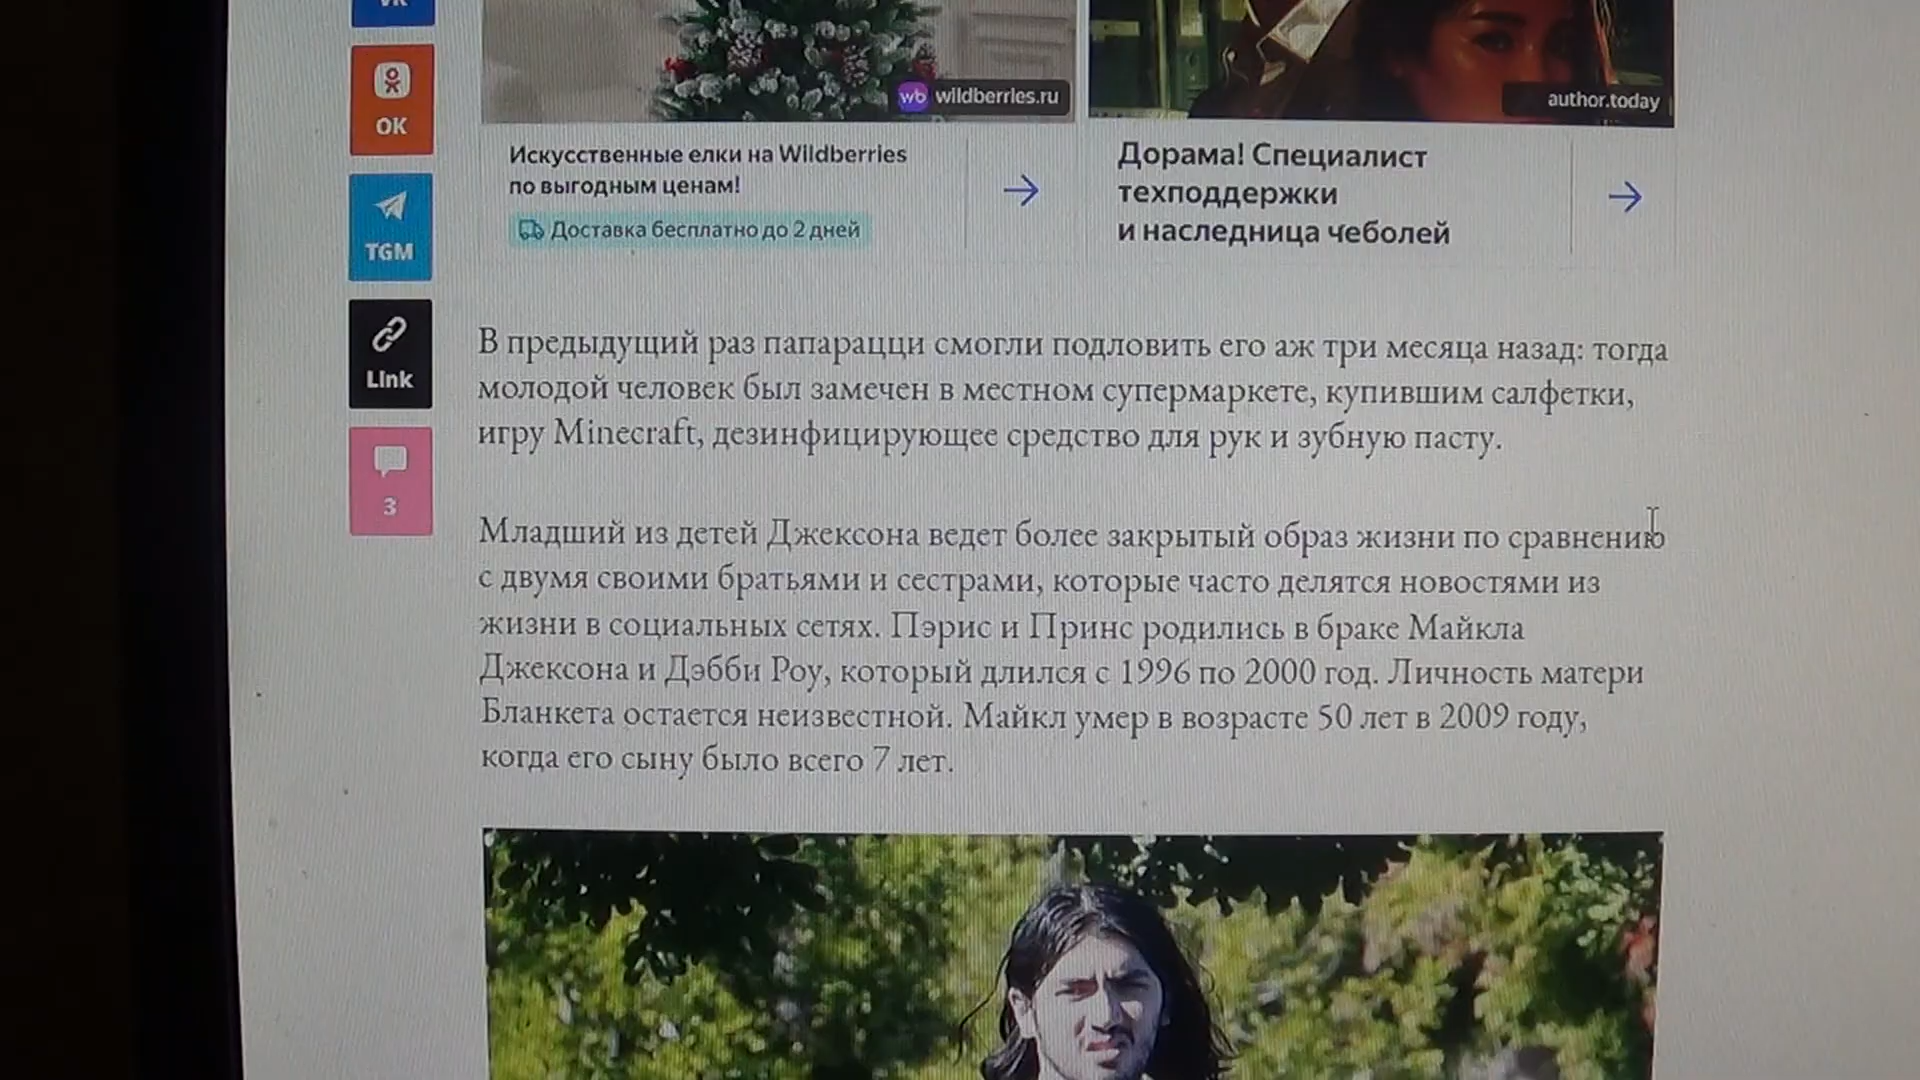 VK
wb wildberries.ru
author.today
OK
Искусственные елки на Wildberries
по выгодным ценам!
Доставка бесплатно до 2 дней
Дорама! Специалист
техподдержки
и наследница чеболей
TGM
Link
3
В предыдущий раз папарацци смогли подловить его аж три месяца назад: тогда
молодой человек был замечен в местном супермаркете, купившим салфетки,
игру Minecraft, дезинфицирующее средство для рук и зубную пасту.
Младший из детей Джексона ведет более закрытый образ жизни по сравнению
с двумя своими братьями и сестрами, которые часто делятся новостями из
жизни в социальных сетях. Пэрис и Принс родились в браке Майкла
Джексона и Дэбби Роу, который длился с 1996 по 2000 год. Личность матери
Бланкета остается неизвестной. Майкл умер в возрасте 50 лет в 2009 году,
когда его сыну было всего 7 лет.